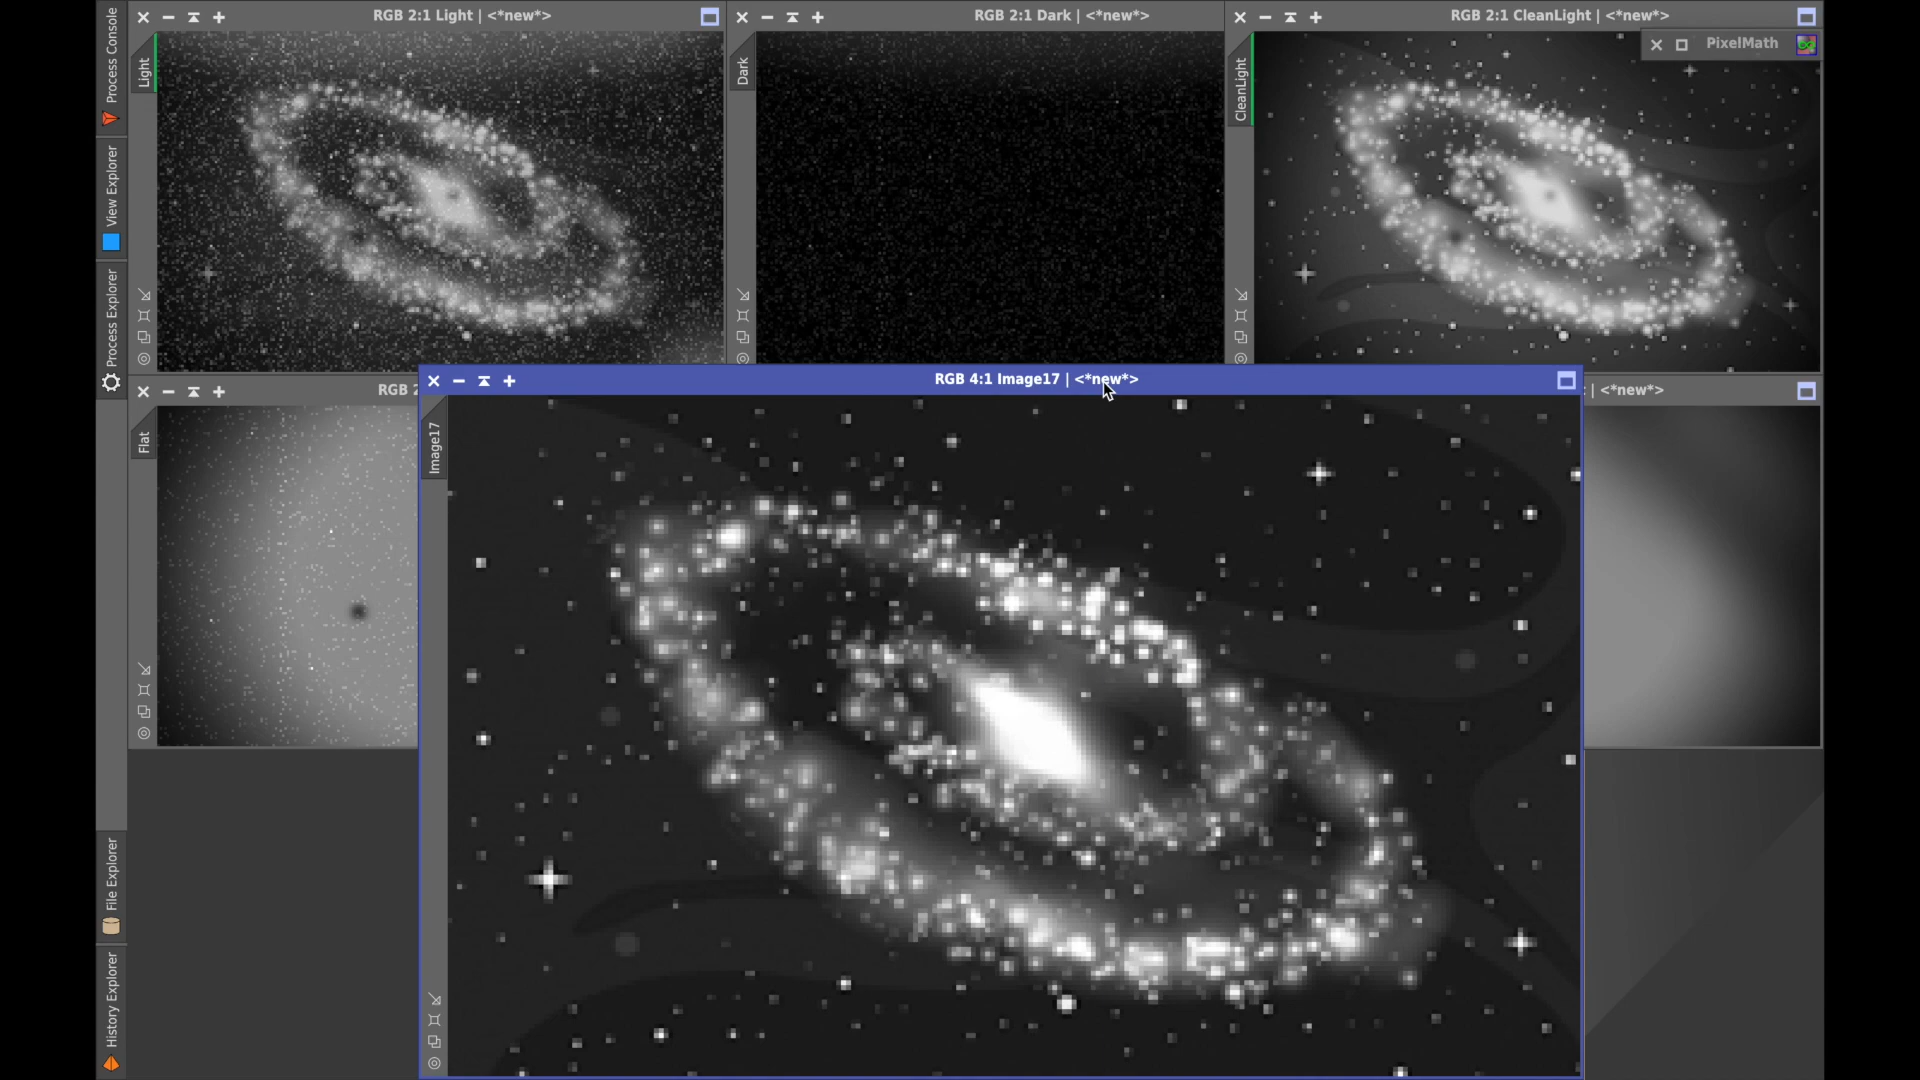 RGB 2:1 Light | <*new*>
RGB 2:1 Dark | <*new*>
RGB 2:1 CleanLight | <*new*>
PixelMath
Process Console
View Explorer
Process Explorer
File Explorer
History Explorer
Light
Dark
CleanLight
RGB 2
RGB 4:1 Image17 | <*new*>
| <*new*>
Flat
Image17